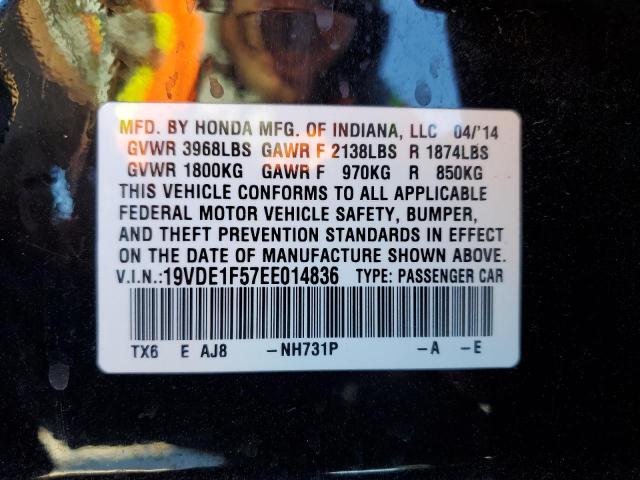 MFD. BY HONDA MFG. OF INDIANA, LLC 04/'14
GVWR 3968LBS GAWR F 2138LBS R 1874LBS
GVWR 1800KG GAWR F 970KG R 850KG
THIS VEHICLE CONFORMS TO ALL APPLICABLE
FEDERAL MOTOR VEHICLE SAFETY, BUMPER,
AND THEFT PREVENTION STANDARDS IN EFFECT
ON THE DATE OF MANUFACTURE SHOWN ABOVE.
V.I.N.:19VDE1F57EE014836 TYPE: PASSENGER CAR
TX6 E AJ8 -NH731P -A -E